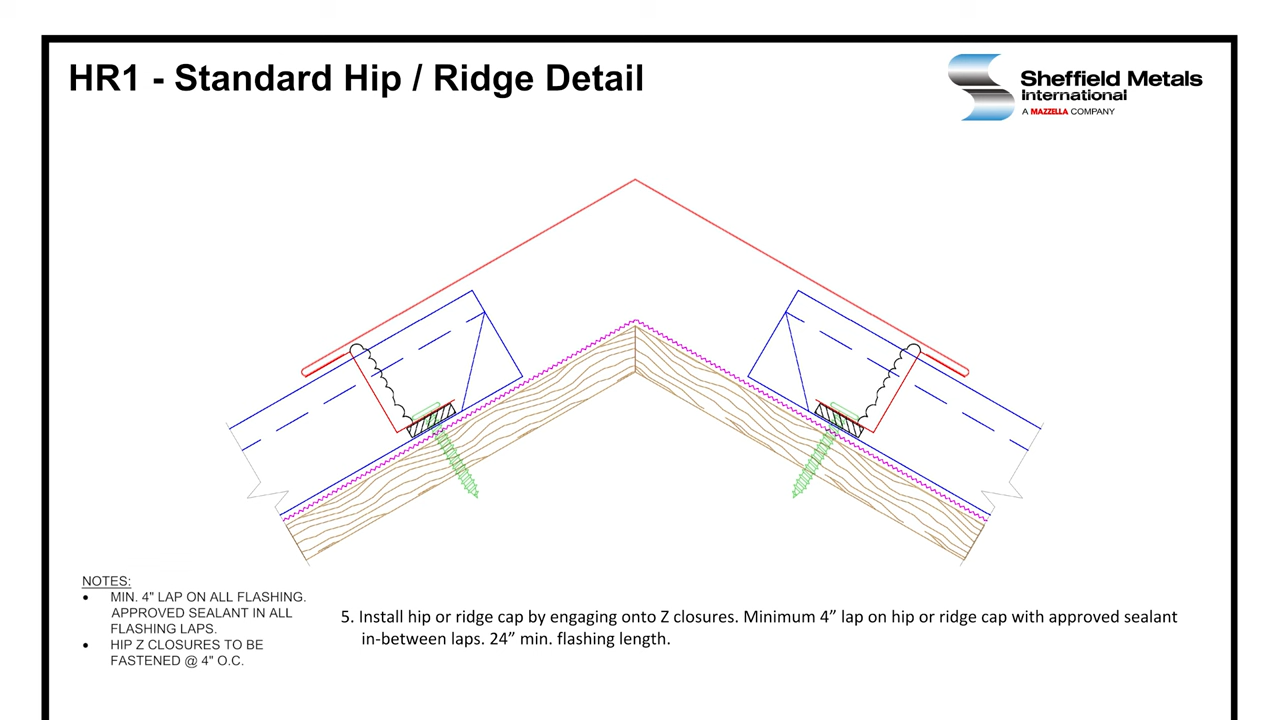 HR1 - Standard Hip / Ridge Detail
Sheffield Metals
International
A MAZZELLA COMPANY
NOTES:
• MIN. 4" LAP ON ALL FLASHING.
APPROVED SEALANT IN ALL
FLASHING LAPS.
• HIP Z CLOSURES TO BE
FASTENED @ 4" O.C.
5. Install hip or ridge cap by engaging onto Z closures. Minimum 4” lap on hip or ridge cap with approved sealant
in-between laps. 24” min. flashing length.